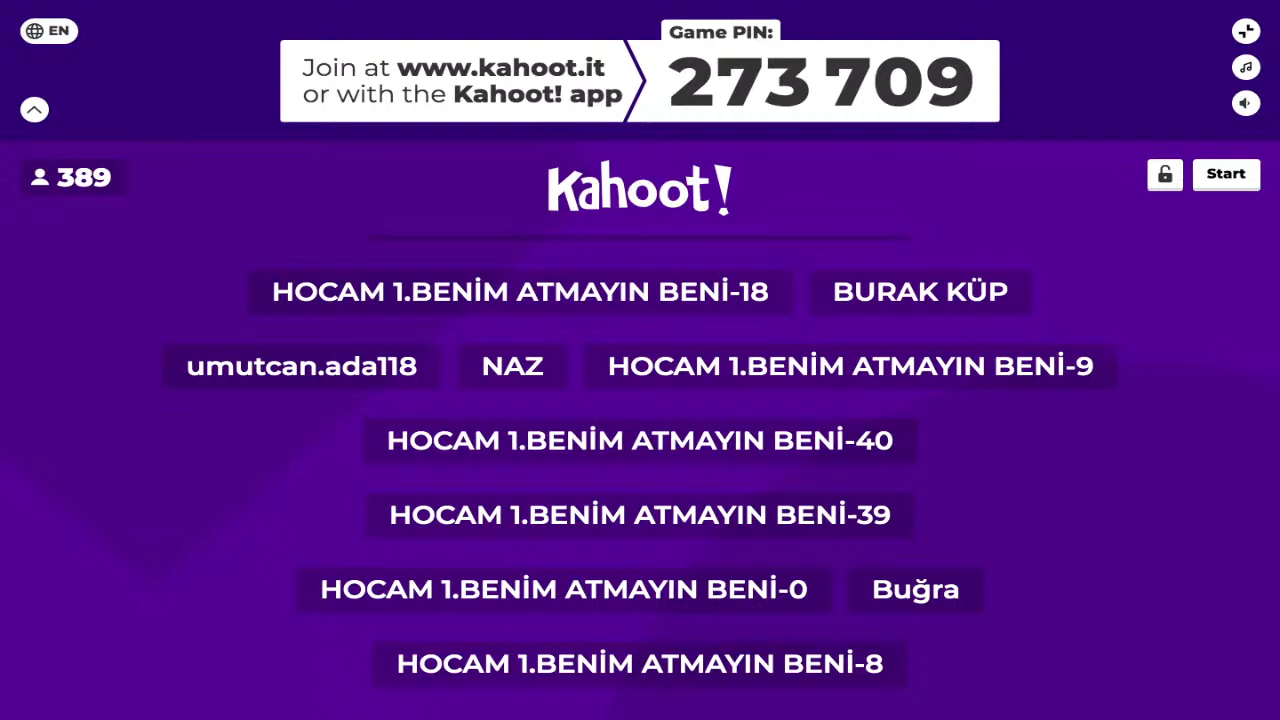 EN
Game PIN:
Join at www.kahoot.it
or with the Kahoot! app
273 709
389
Kahoot!
Start
HOCAM 1.BENİM ATMAYIN BENİ-18 BURAK KÜP
umutcan.ada118 NAZ HOCAM 1.BENİM ATMAYIN BENİ-9
HOCAM 1.BENİM ATMAYIN BENİ-40
HOCAM 1.BENİM ATMAYIN BENİ-39
HOCAM 1.BENİM ATMAYIN BENİ-0 Buğra
HOCAM 1.BENİM ATMAYIN BENİ-8